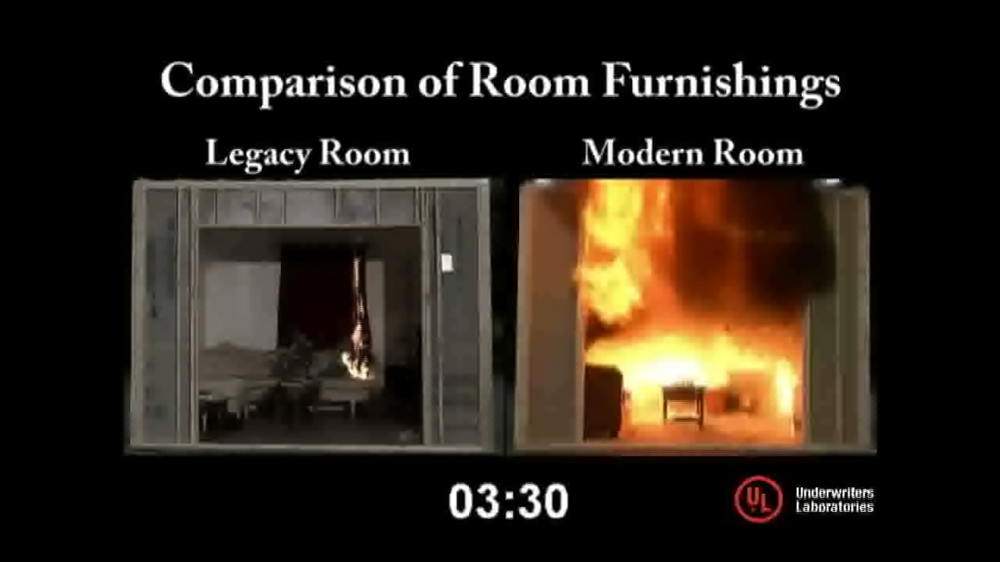 Comparison of Room Furnishings
Legacy Room
Modern Room
03:30
UL
Underwriters
Laboratories